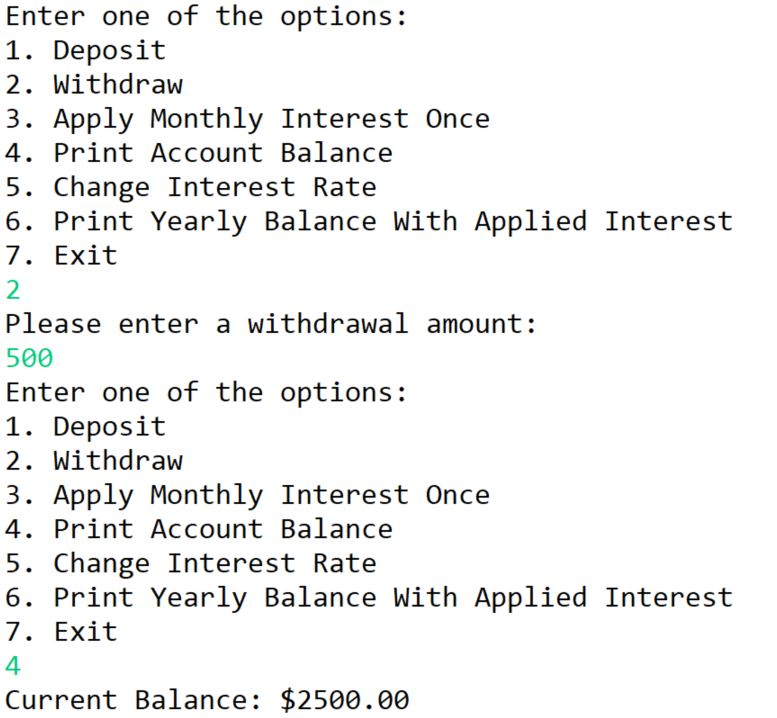 Enter one of the options:
1. Deposit
2. Withdraw
3. Apply Monthly Interest Once
4. Print Account Balance
5. Change Interest Rate
6. Print Yearly Balance With Applied Interest
7. Exit
2
Please enter a withdrawal amount:
500
Enter one of the options:
1. Deposit
2. Withdraw
3. Apply Monthly Interest Once
4. Print Account Balance
5. Change Interest Rate
6. Print Yearly Balance With Applied Interest
7. Exit
4
Current Balance: $2500.00